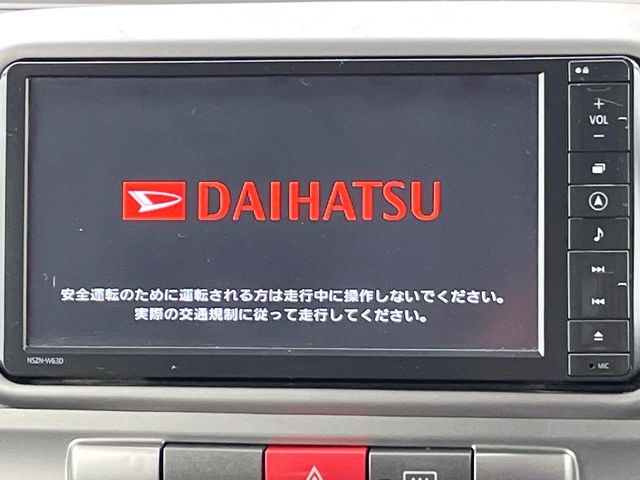 DAIHATSU
安全運転のために運転される方は走行中に操作しないでください。
実際の交通規制に従って走行してください。
NSZN-W63D
+
VOL
−
MIC